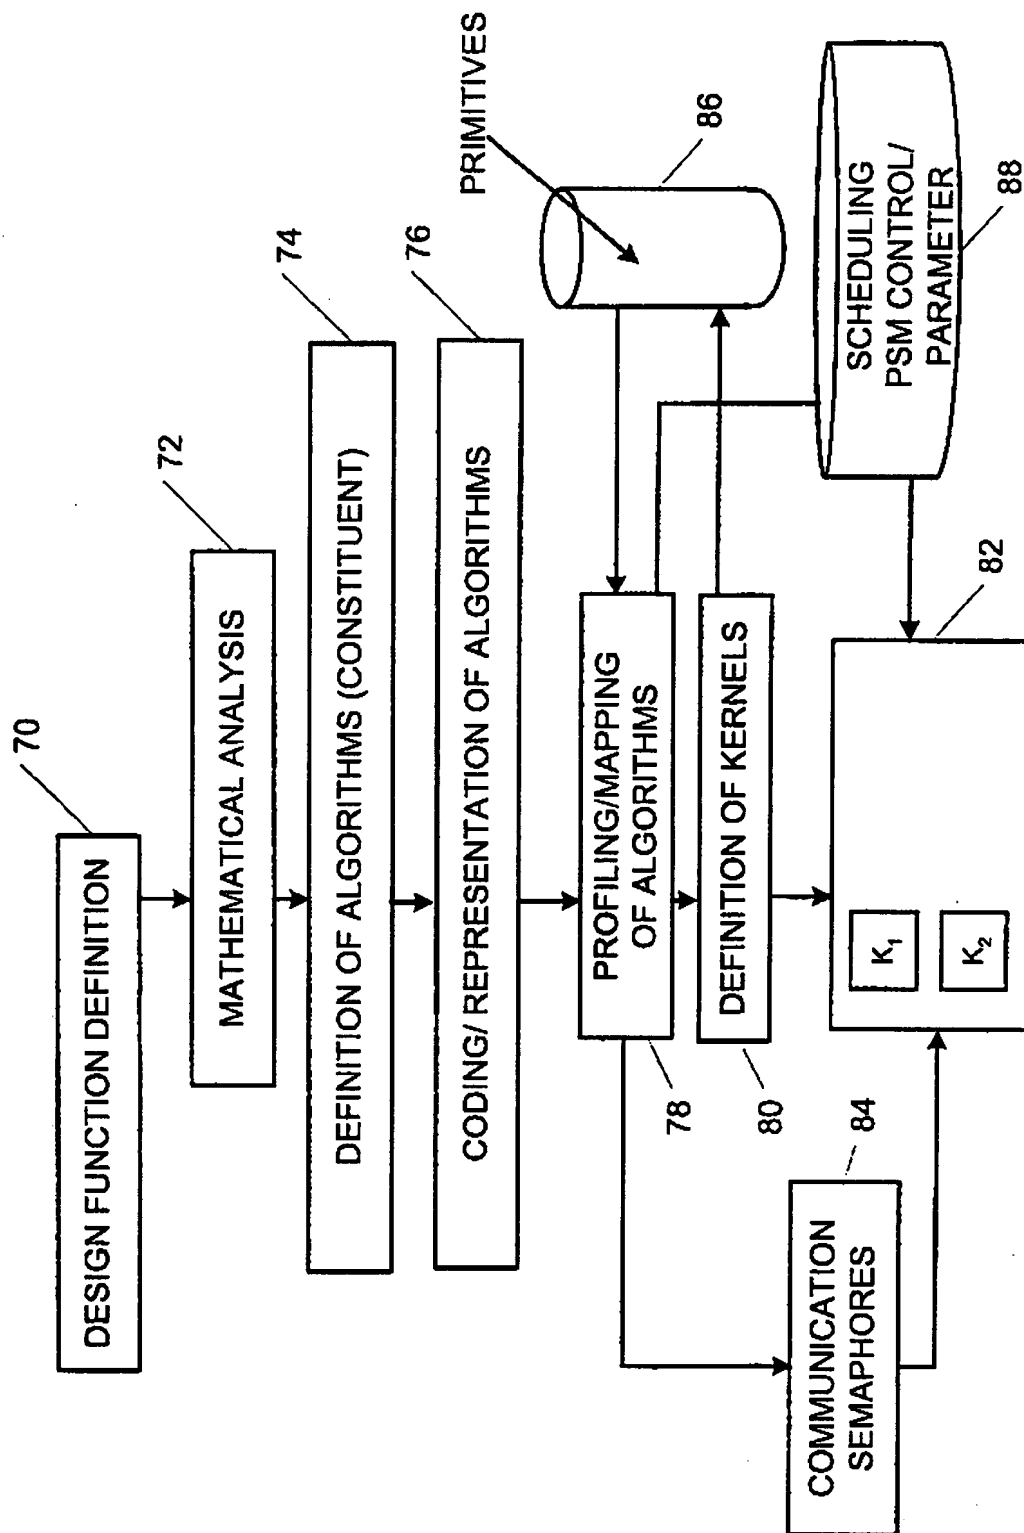 70
DESIGN FUNCTION DEFINITION
72
MATHEMATICAL ANALYSIS
74
DEFINITION OF ALGORITHMS (CONSTITUENT)
76
CODING/ REPRESENTATION OF ALGORITHMS
PRIMITIVES
86
PROFILING/MAPPING
OF ALGORITHMS
78
DEFINITION OF KERNELS
80
SCHEDULING
PSM CONTROL/
PARAMETER
88
COMMUNICATION
SEMAPHORES
84
82
K1
K2